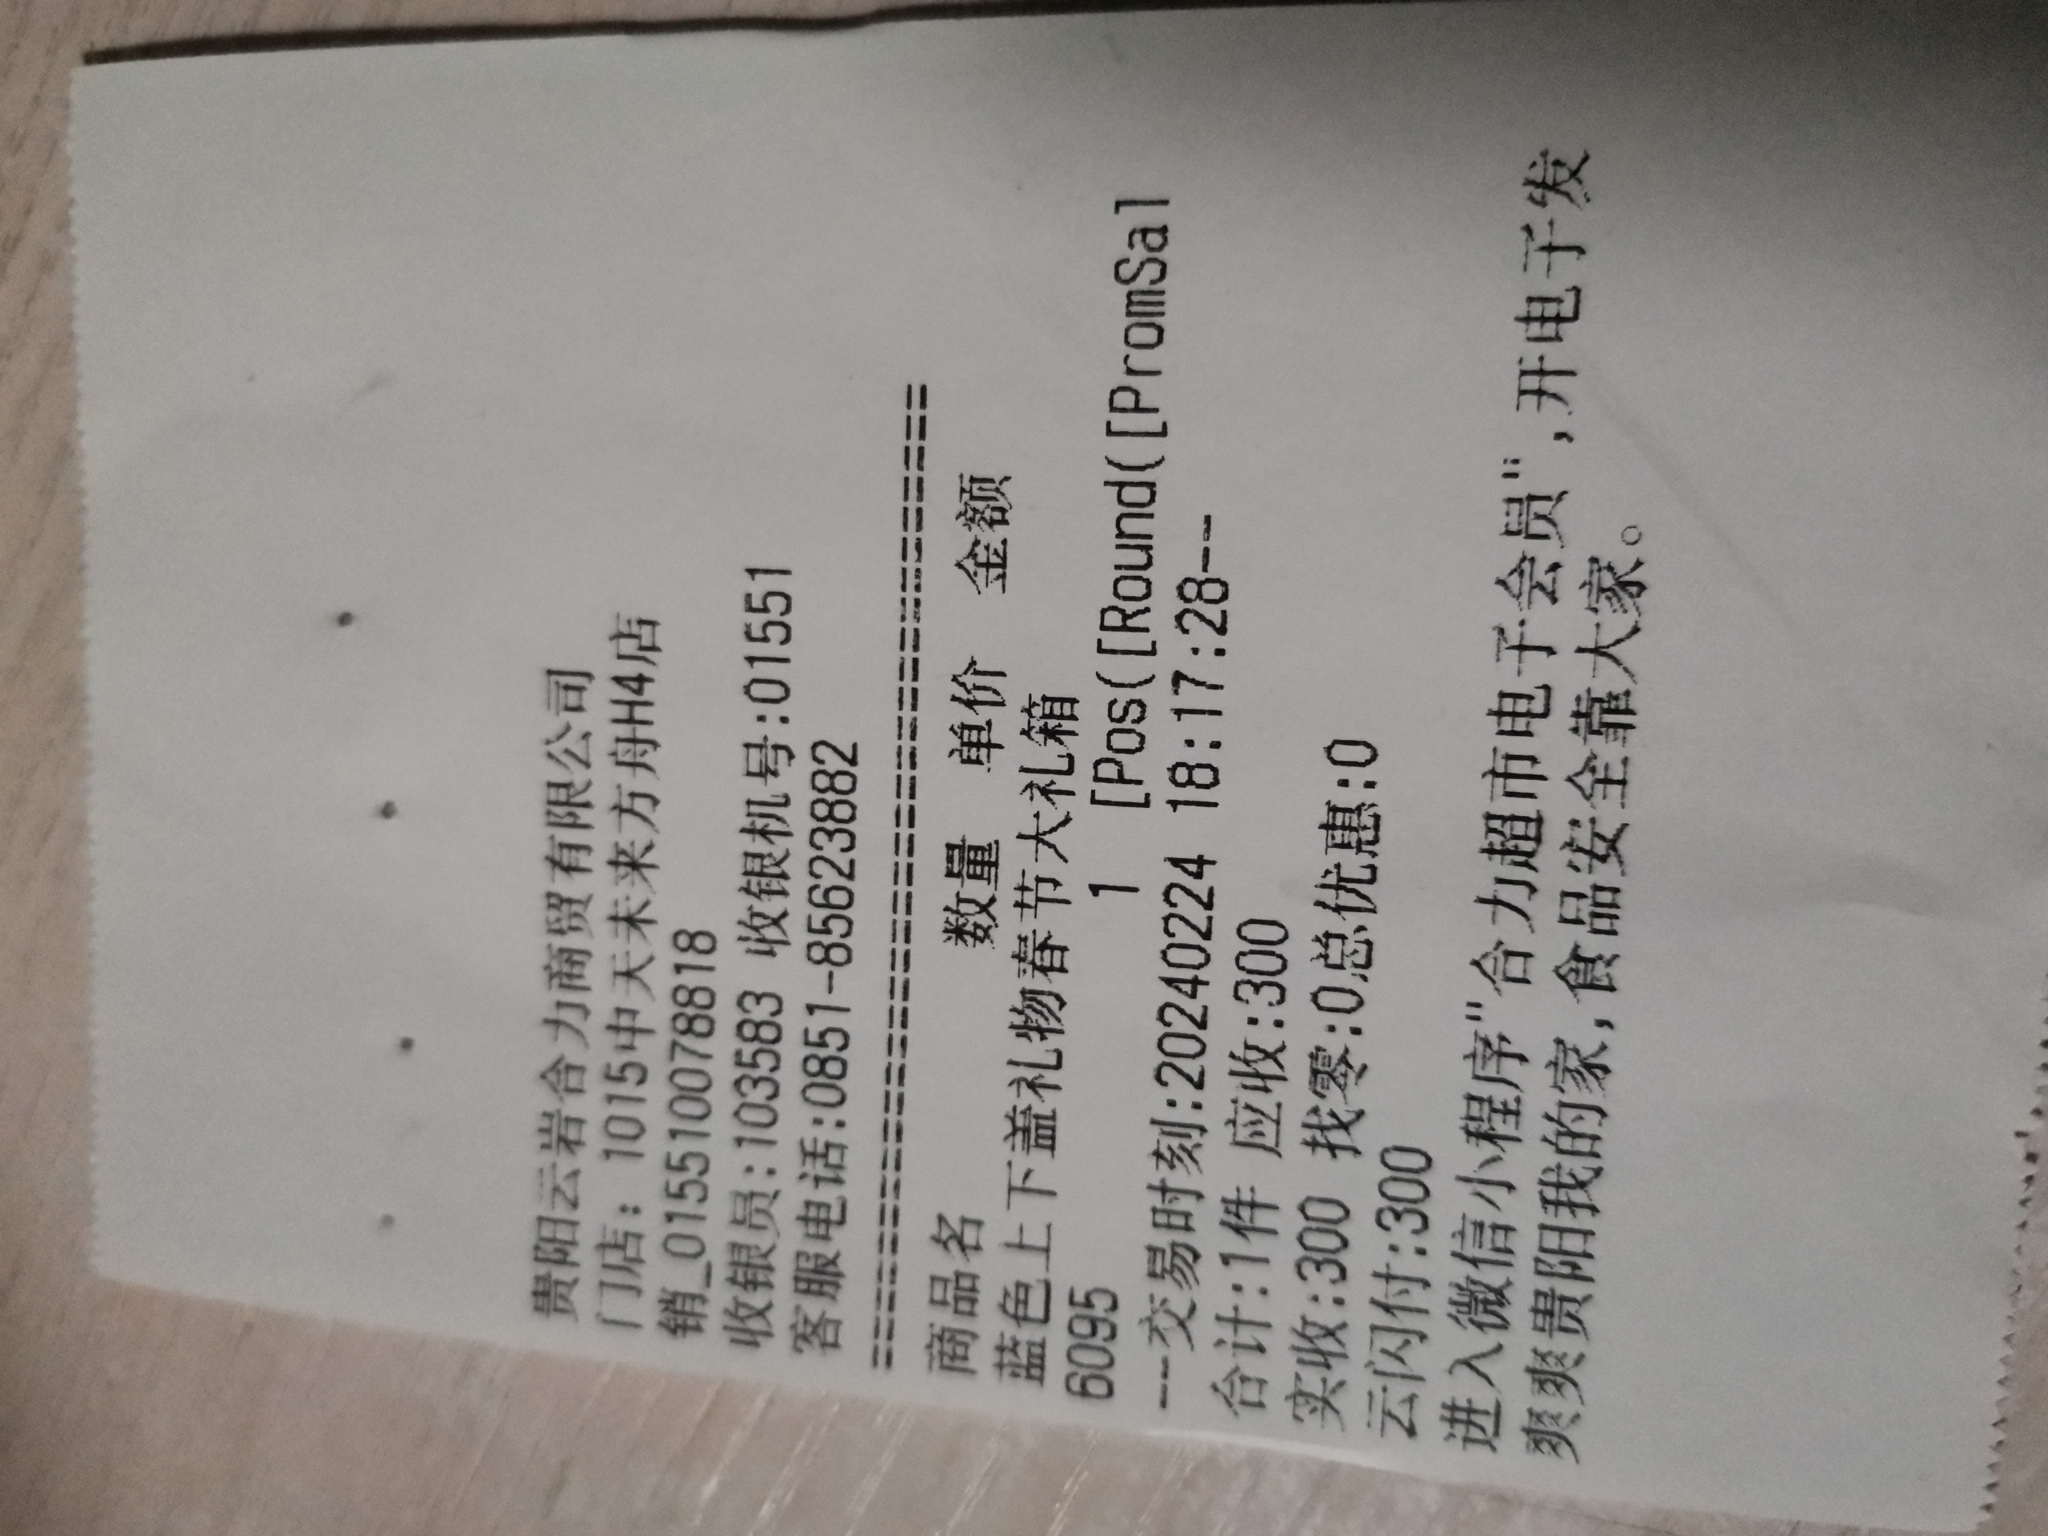 贵阳云岩合力商贸有限公司
门店: 1015中天未来方舟H4店
销_0155100788​18
收银员:103583 收银机号:01551
客服电话:0851-85623882
================================================
商品名 数量 单价 金额
蓝色上下盖礼物春节大礼箱
6095 1 [Pos([Round([PromSal
--交易时刻:20240224 18:17:28--
合计:1件 应收:300
实收:300 找零:0总优惠:0
云闪付:300
进入微信小程序"合力超市电子会员",开电子发
爽爽贵阳我的家,食品安全靠大家。